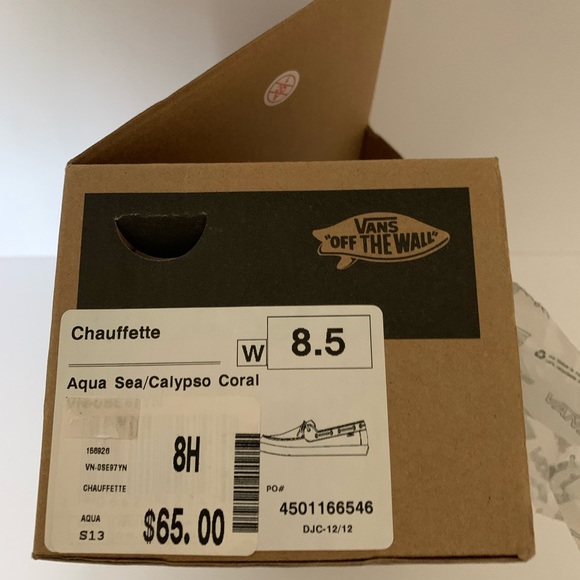 VANS
"OFF THE WALL"
Chauffette
W 8.5
Aqua Sea/Calypso Coral
8H
VN-0SE97YN
CHAUFFETTE
PO#
4501166546
AQUA
S13
$65.00
DJC-12/12